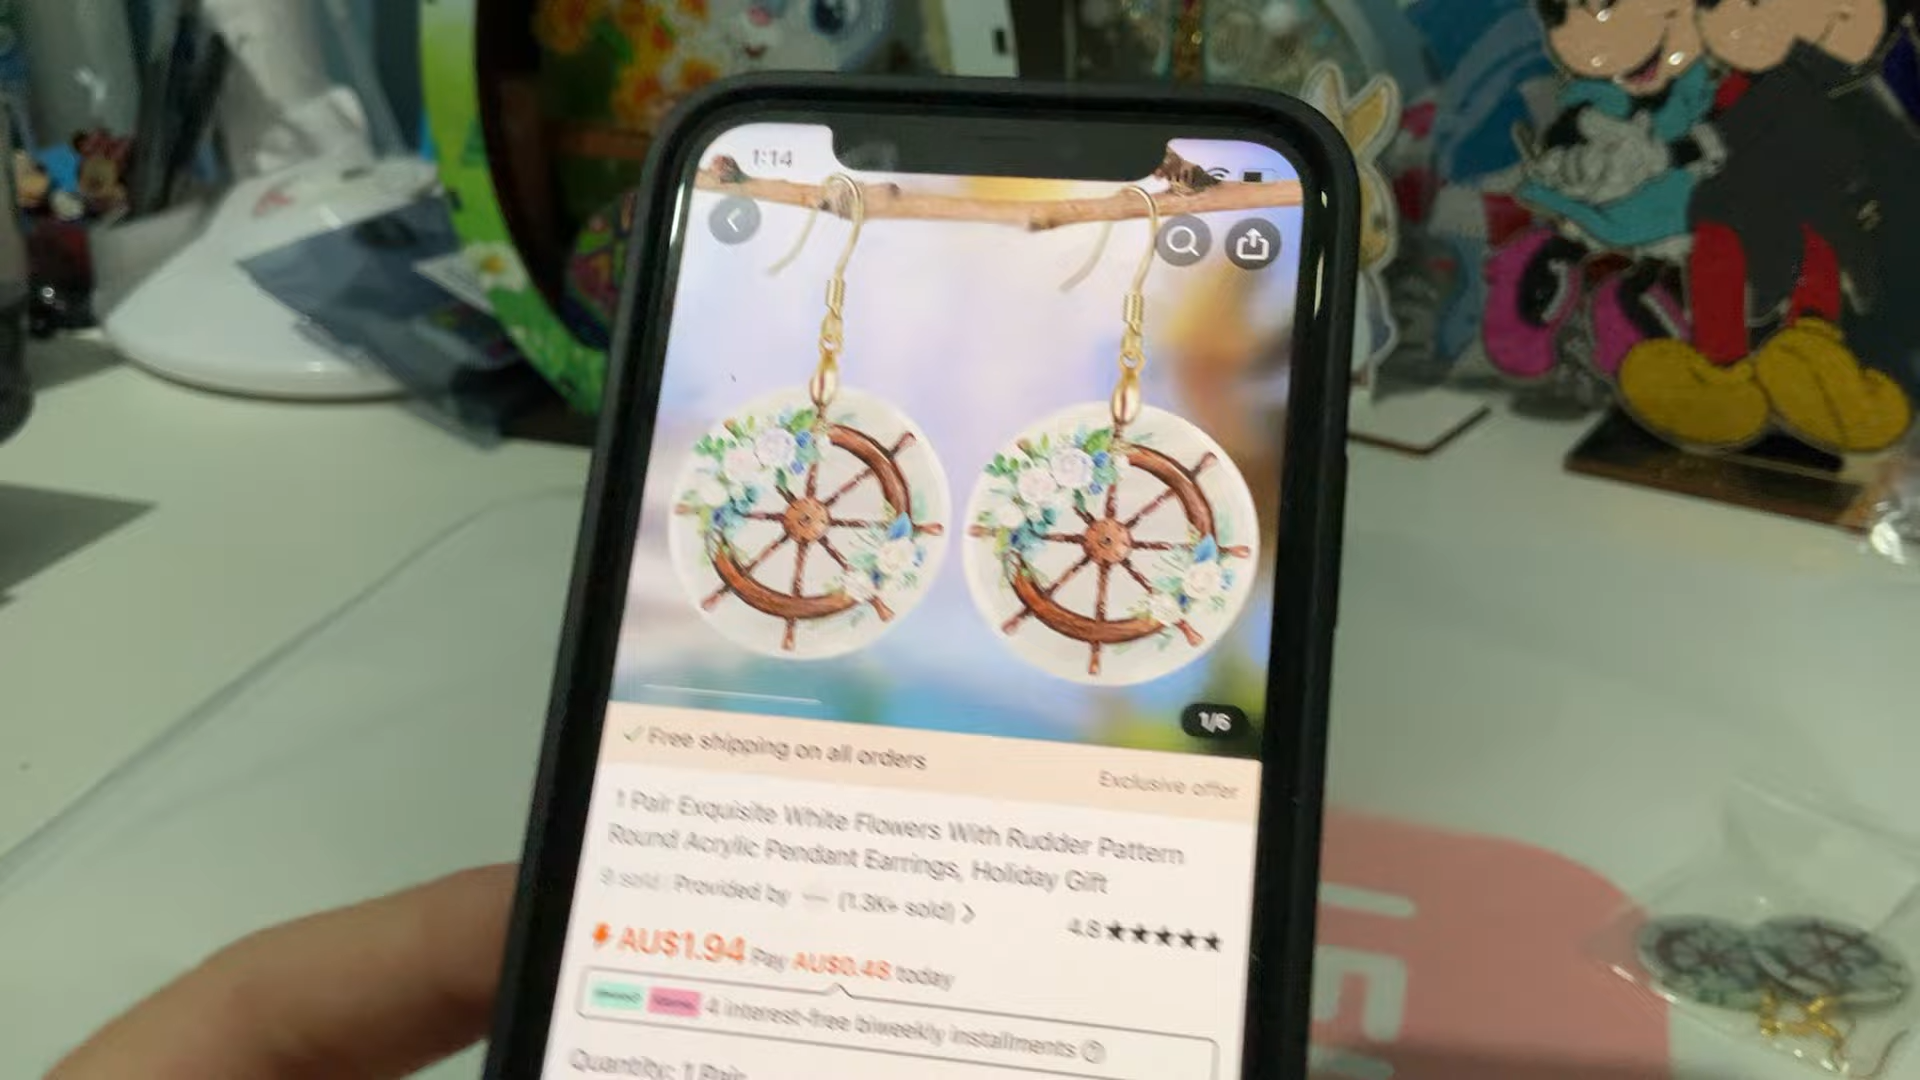 1:14
1/6
✓ Free shipping on all orders
Exclusive offer
1 Pair Exquisite White Flowers With Rudder Pattern
Round Acrylic Pendant Earrings, Holiday Gift
9 sold Provided by (1.3K+ sold) >
4.8 ★★★★★
AU$1.94 Pay AU$0.48 today
4 interest-free biweekly installments ?
Quantity: 1 Pair